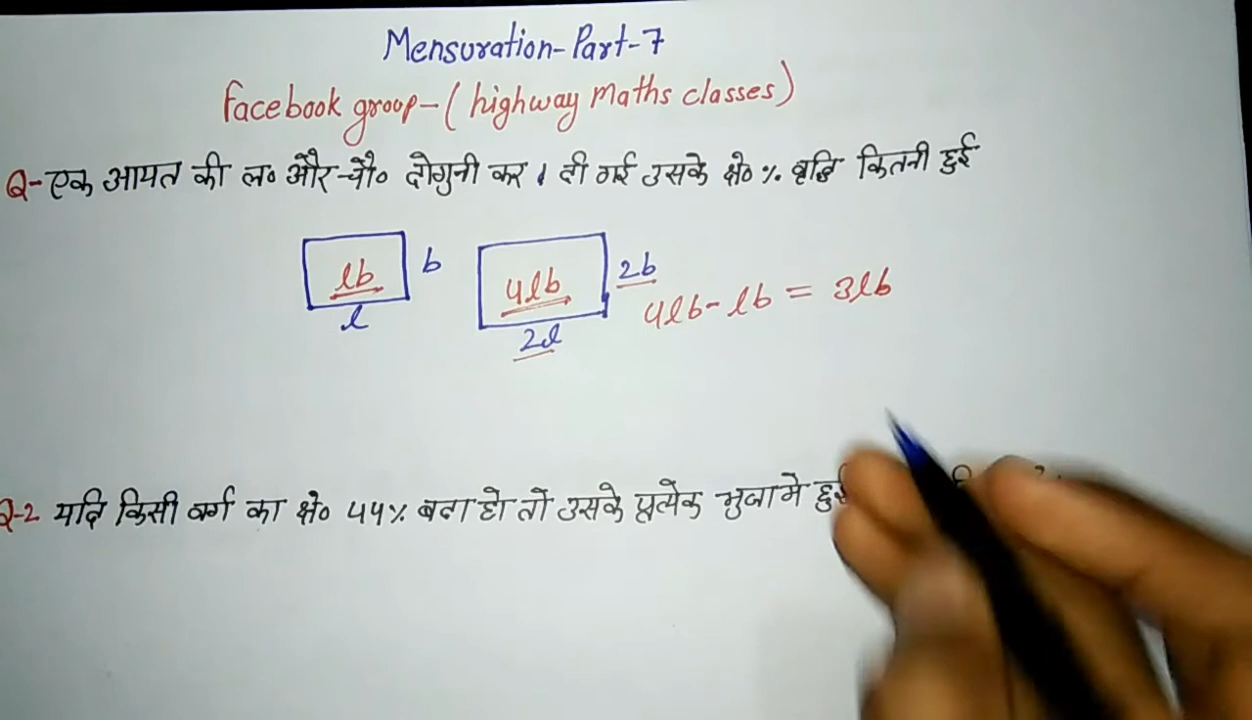 Mensuration-Part-7
facebook group-(highway Maths classes)
Q-एक आयत की ल० और चौ० दोगुनी कर । दी गई उसके क्षे० % वृद्धि कितनी हुई
lb b 4lb 2b
4lb-lb = 3lb
l 2l
Q-2 यदि किसी वर्ग का क्षे० 44% बढा हो तो उसके प्रत्येक भुजा मे